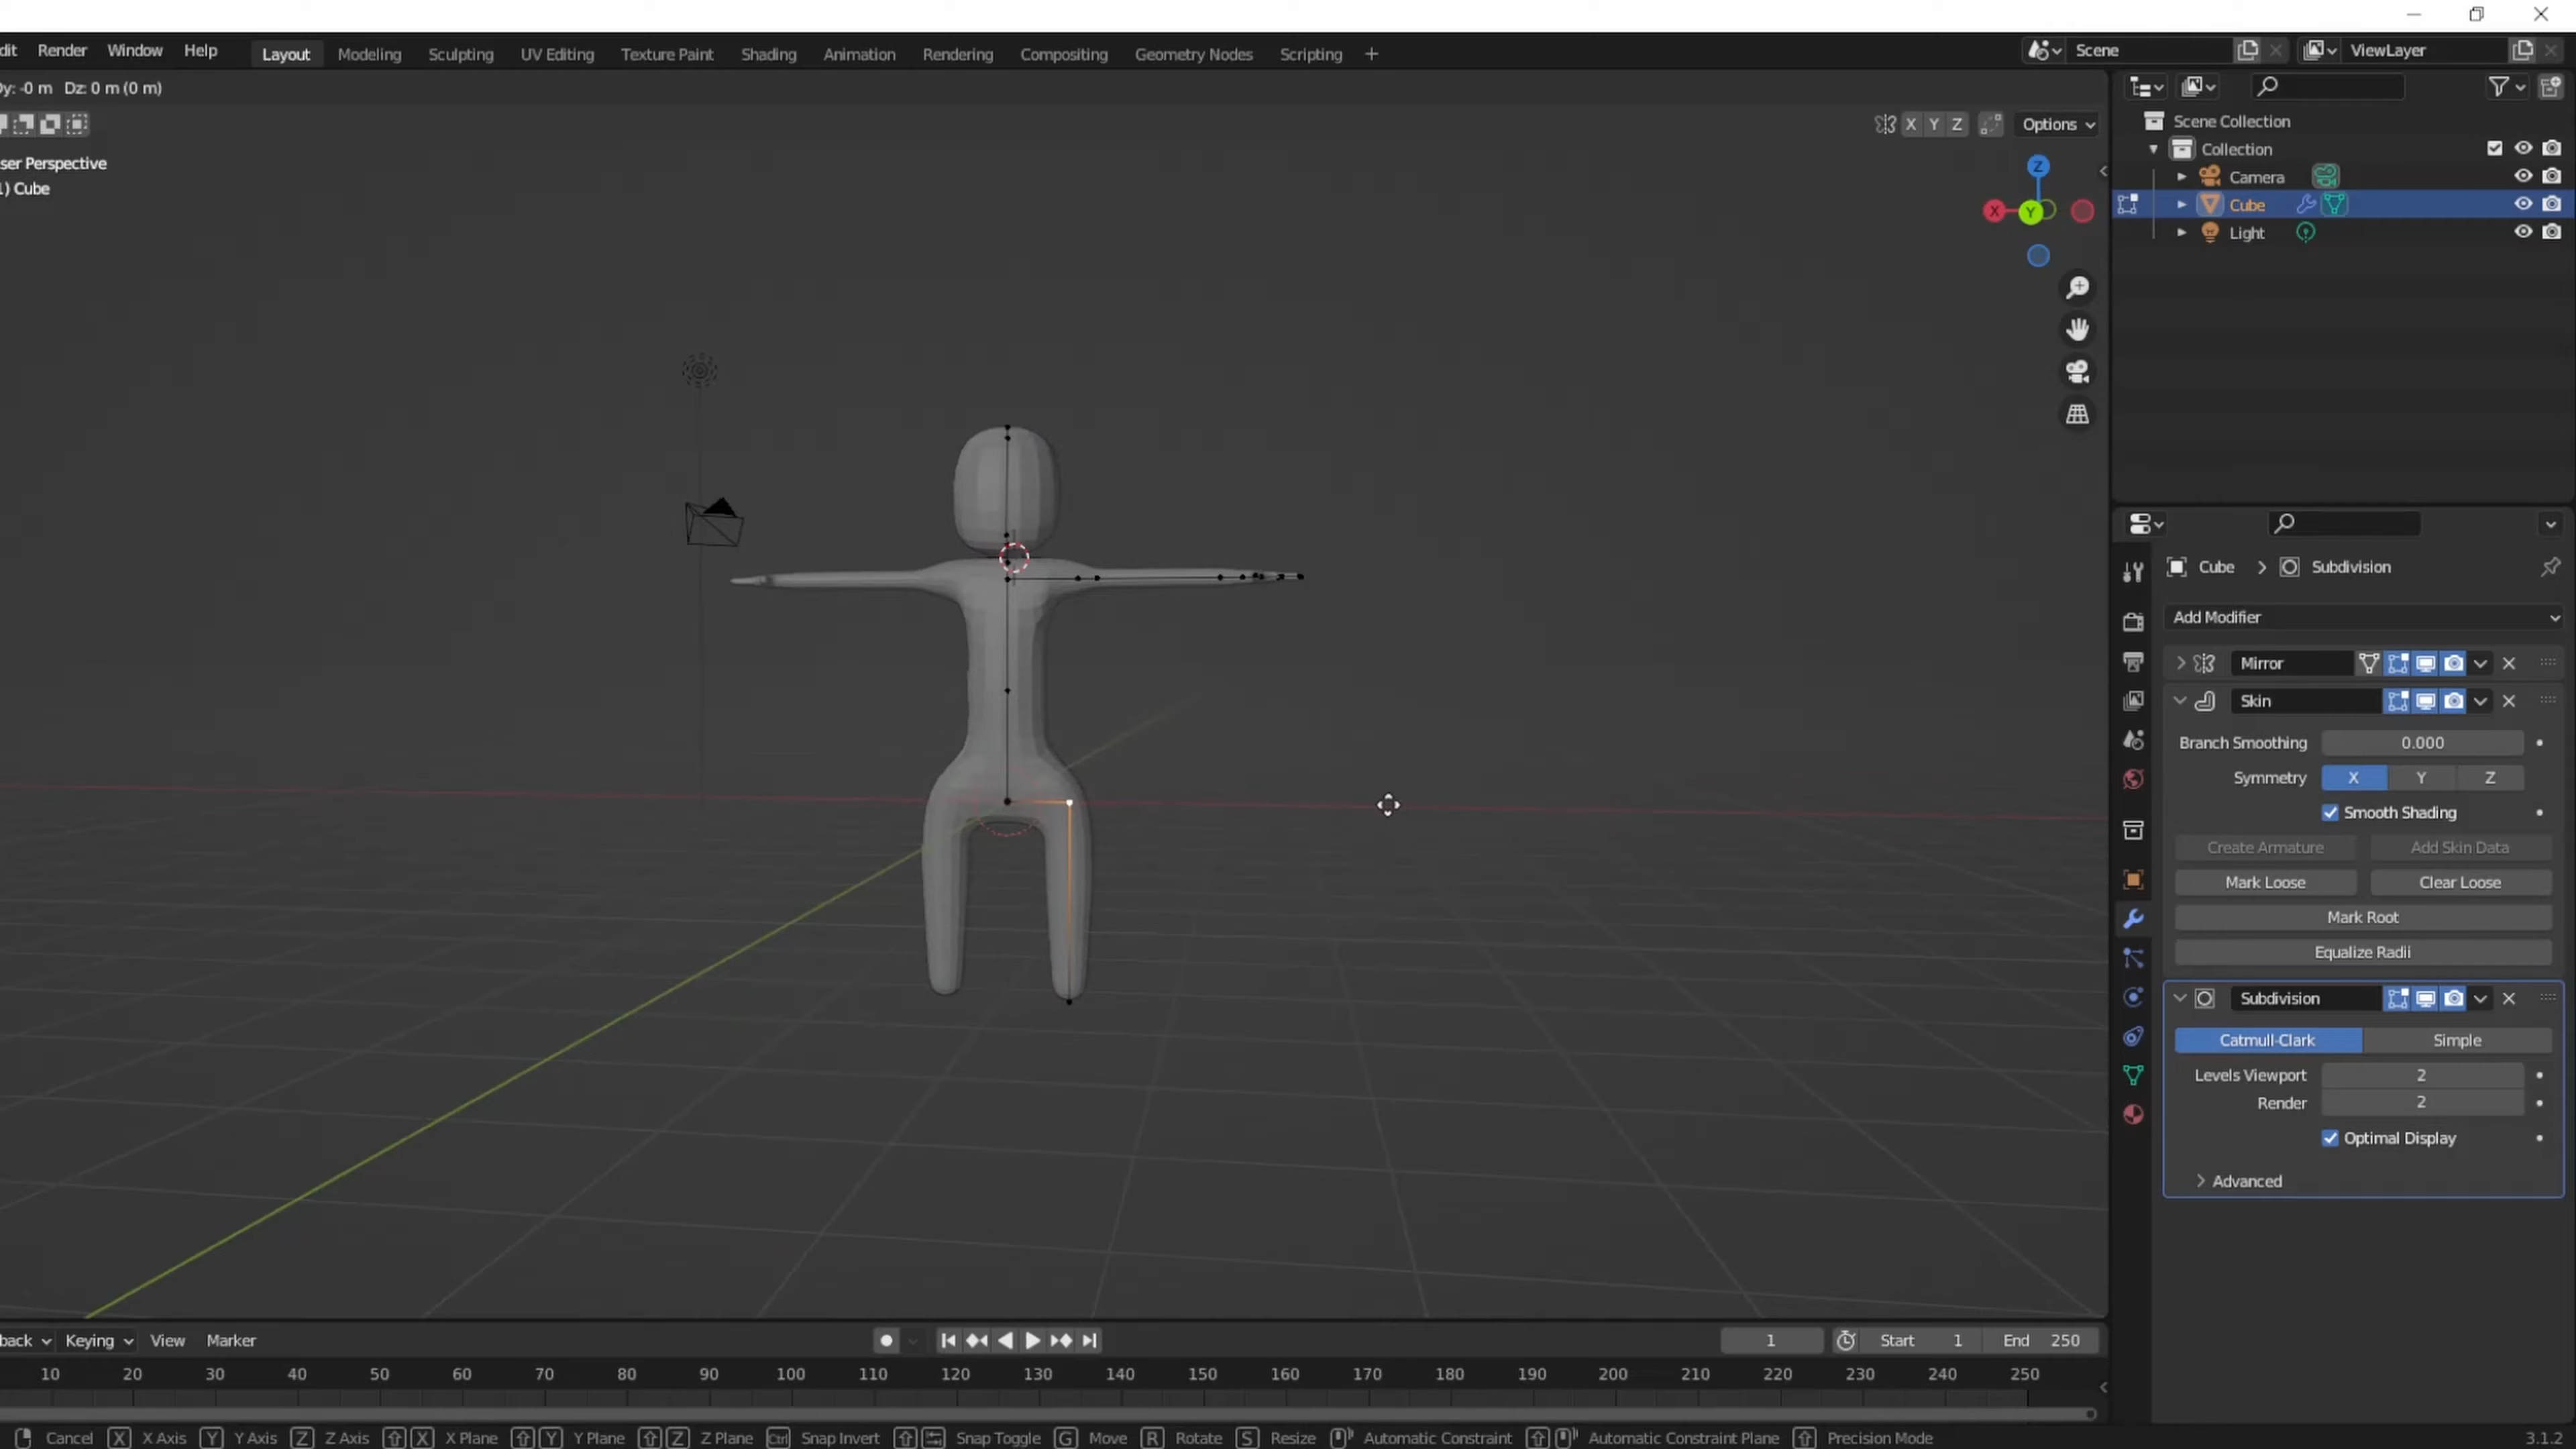 dit Render Window Help Layout Modeling Sculpting UV Editing Texture Paint Shading Animation Rendering Compositing Geometry Nodes Scripting + Scene ViewLayer
Dy: -0 m Dz: 0 m (0 m)
X Y Z Options
ser Perspective
1) Cube
Z
X Y
Scene Collection
Collection
Camera
Cube
Light
Cube > Subdivision
Add Modifier
Mirror
Skin
Branch Smoothing 0.000
Symmetry X Y Z
Smooth Shading
Create Armature Add Skin Data
Mark Loose Clear Loose
Mark Root
Equalize Radii
Subdivision
Catmull-Clark Simple
Levels Viewport 2
Render 2
Optimal Display
Advanced
back Keying View Marker 1 Start 1 End 250
10 20 30 40 50 60 70 80 90 100 110 120 130 140 150 160 170 180 190 200 210 220 230 240 250
Cancel X X Axis Y Y Axis Z Z Axis X X Plane Y Y Plane Z Z Plane Ctrl Snap Invert Snap Toggle G Move R Rotate S Resize Automatic Constraint Automatic Constraint Plane Precision Mode 3.1.2